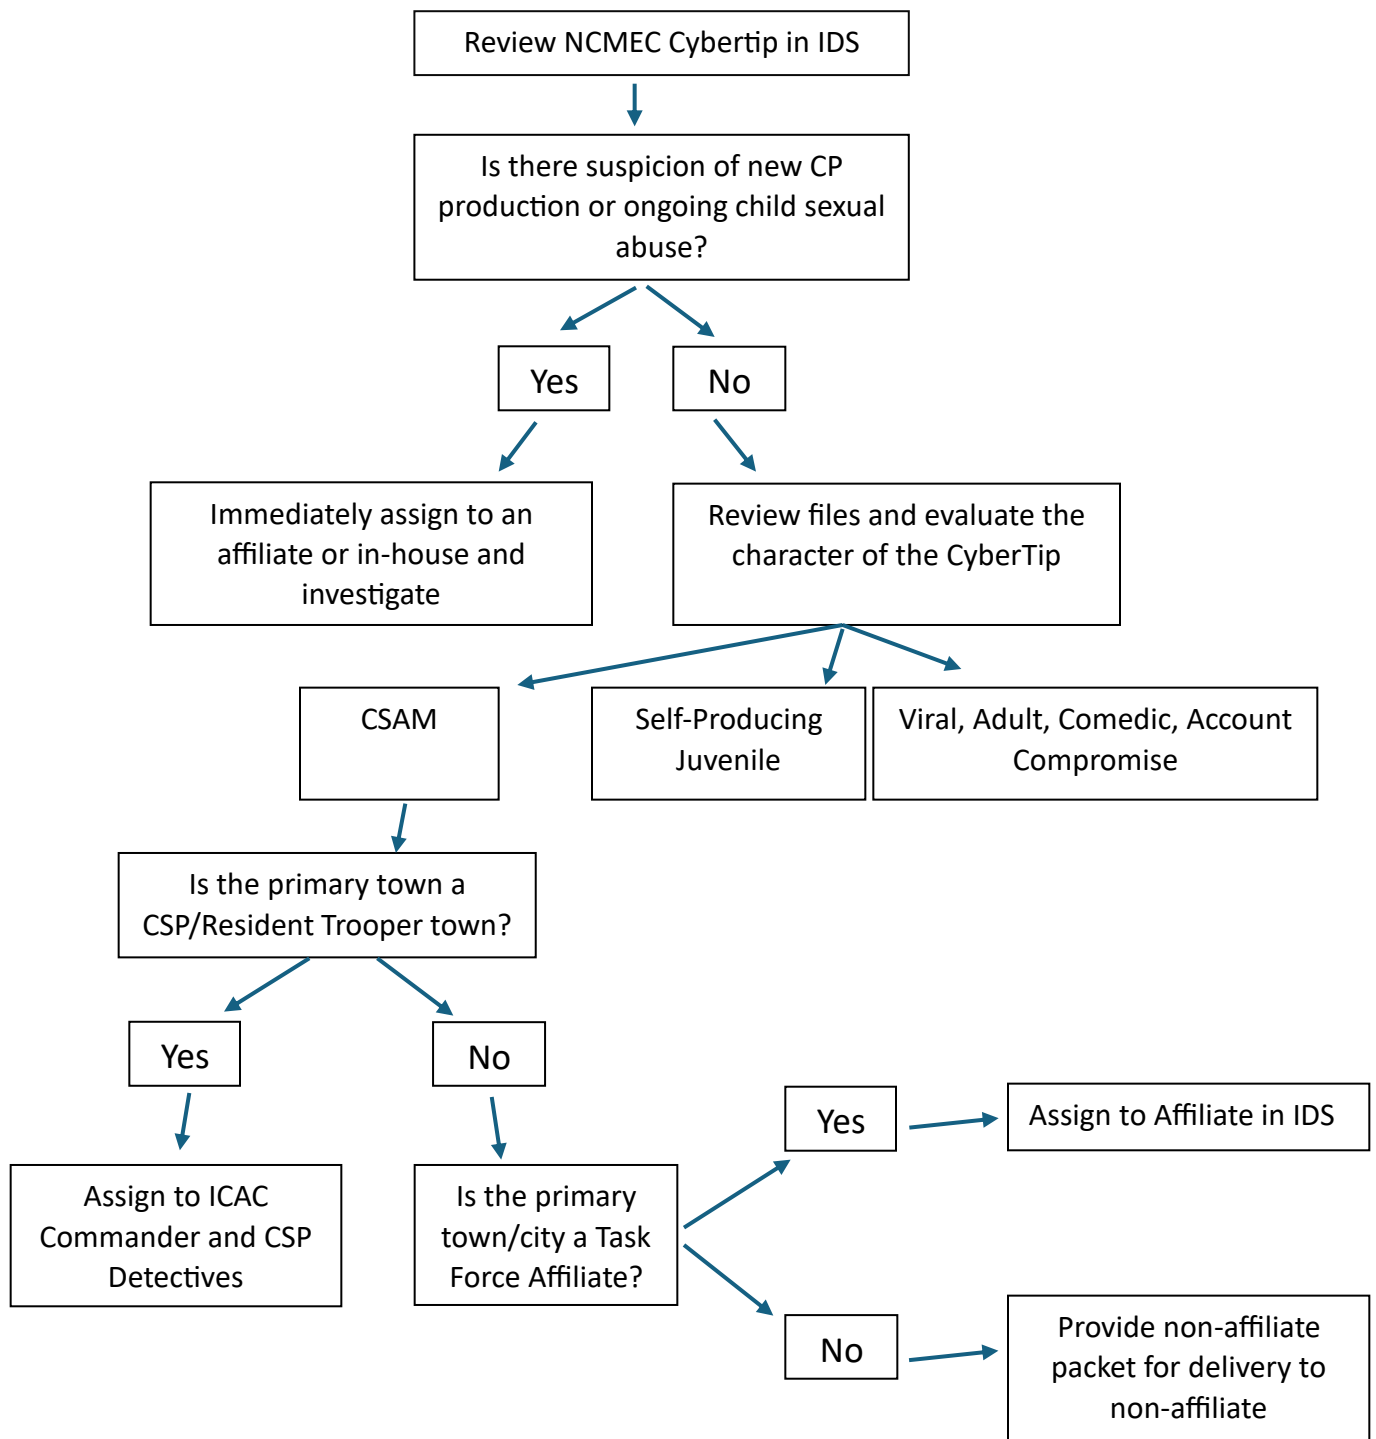 Review NCMEC Cybertip in IDS
Is there suspicion of new CP
production or ongoing child sexual
abuse?
Yes
No
Immediately assign to an
affiliate or in-house and
investigate
Review files and evaluate the
character of the CyberTip
CSAM
Self-Producing
Juvenile
Viral, Adult, Comedic, Account
Compromise
Is the primary town a
CSP/Resident Trooper town?
Yes
No
Assign to ICAC
Commander and CSP
Detectives
Is the primary
town/city a Task
Force Affiliate?
Yes
Assign to Affiliate in IDS
No
Provide non-affiliate
packet for delivery to
non-affiliate